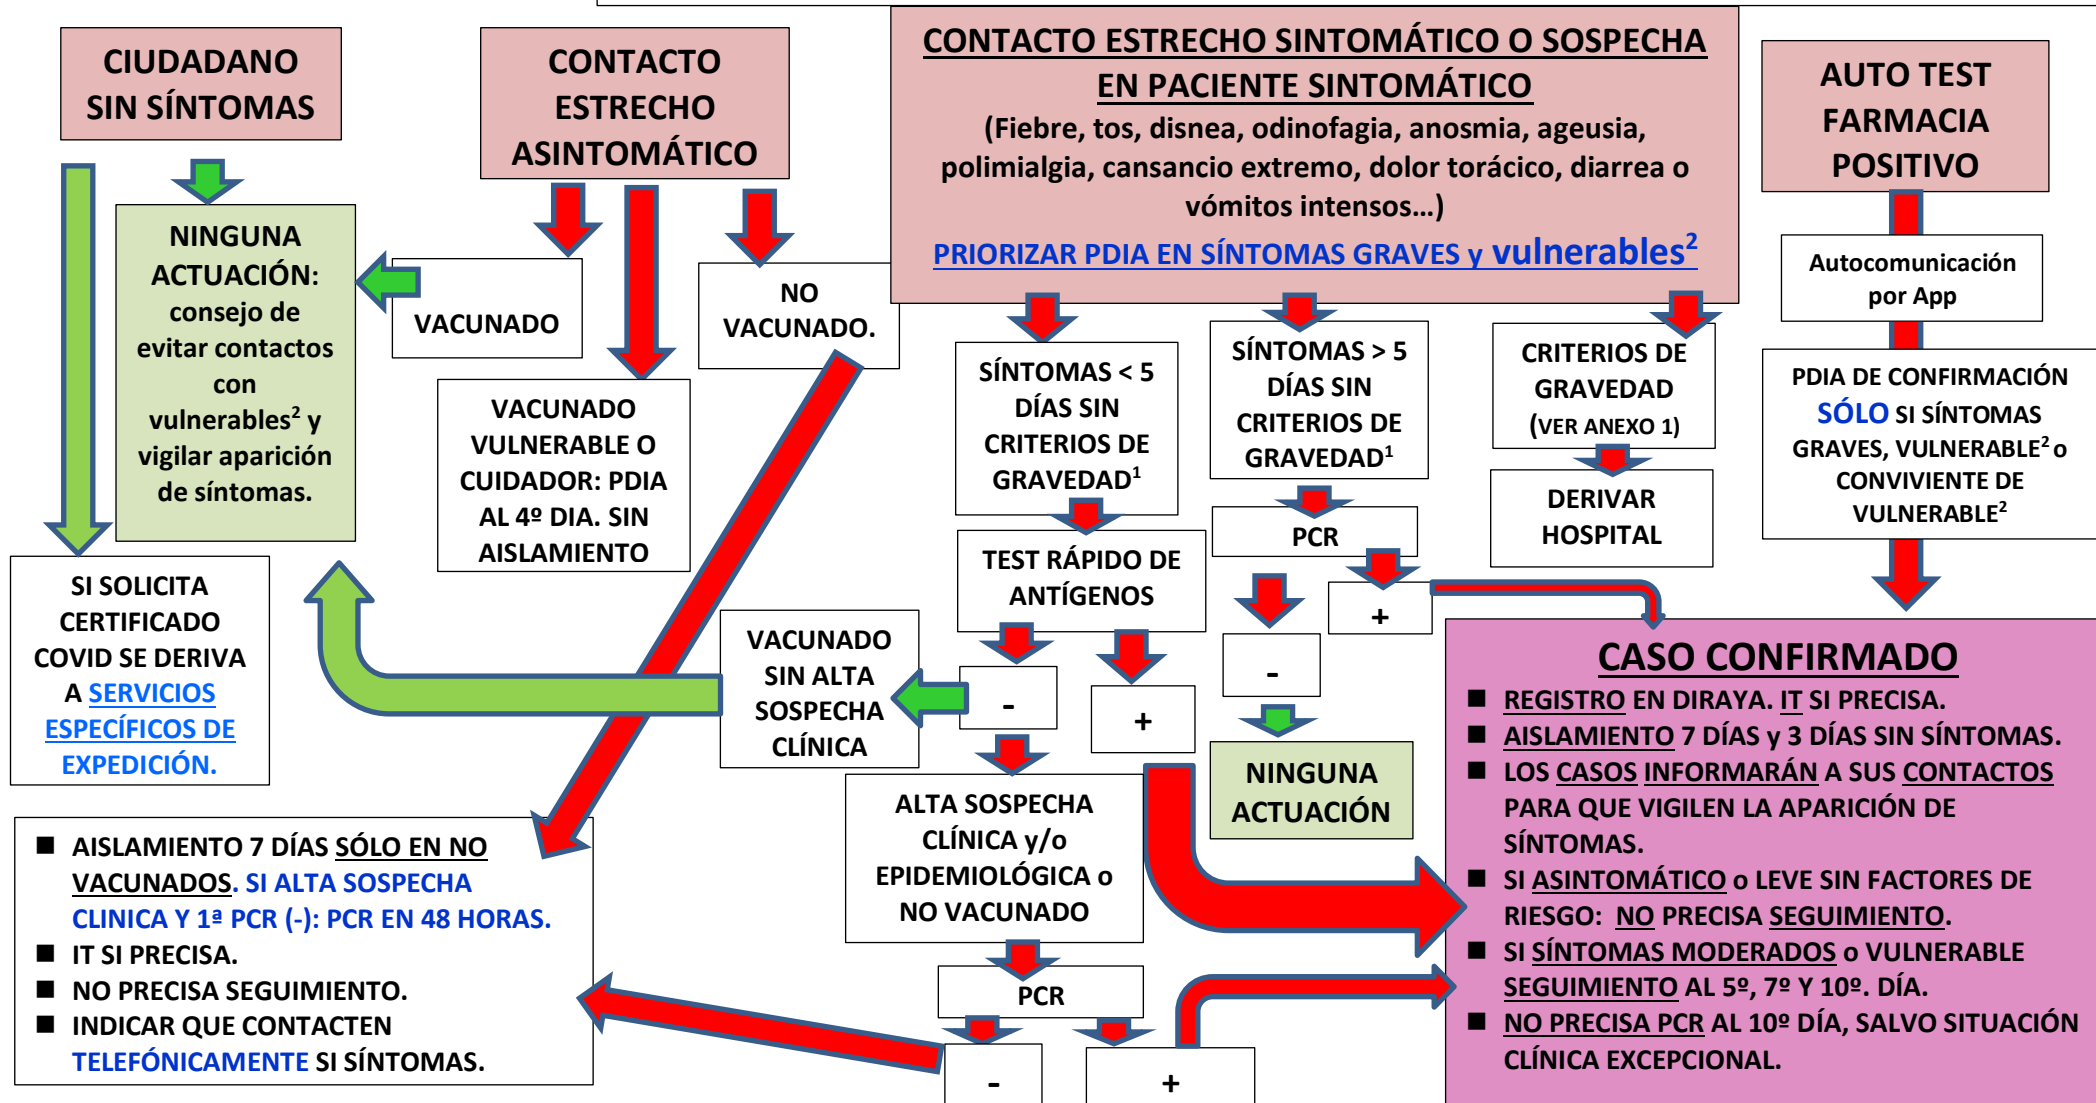 CIUDADANO
SIN SÍNTOMAS
CONTACTO
ESTRECHO
ASINTOMÁTICO
CONTACTO ESTRECHO SINTOMÁTICO O SOSPECHA
EN PACIENTE SINTOMÁTICO
(Fiebre, tos, disnea, odinofagia, anosmia, ageusia,
polimialgia, cansancio extremo, dolor torácico, diarrea o
vómitos intensos...)
PRIORIZAR PDIA EN SÍNTOMAS GRAVES y vulnerables²
AUTO TEST
FARMACIA
POSITIVO
NINGUNA
ACTUACIÓN:
consejo de
evitar contactos
con
vulnerables² y
vigilar aparición
de síntomas.
VACUNADO
NO
VACUNADO.
VACUNADO
VULNERABLE O
CUIDADOR: PDIA
AL 4º DIA. SIN
AISLAMIENTO
SÍNTOMAS < 5
DÍAS SIN
CRITERIOS DE
GRAVEDAD¹
SÍNTOMAS > 5
DÍAS SIN
CRITERIOS DE
GRAVEDAD¹
CRITERIOS DE
GRAVEDAD
(VER ANEXO 1)
Autocomunicación
por App
PDIA DE CONFIRMACIÓN
SÓLO SI SÍNTOMAS
GRAVES, VULNERABLE² o
CONVIVIENTE DE
VULNERABLE²
DERIVAR
HOSPITAL
PCR
TEST RÁPIDO DE
ANTÍGENOS
+
-
SI SOLICITA
CERTIFICADO
COVID SE DERIVA
A SERVICIOS
ESPECÍFICOS DE
EXPEDICIÓN.
VACUNADO
SIN ALTA
SOSPECHA
CLÍNICA
-
+
NINGUNA
ACTUACIÓN
ALTA SOSPECHA
CLÍNICA y/o
EPIDEMIOLÓGICA o
NO VACUNADO
PCR
-
+
■ AISLAMIENTO 7 DÍAS SÓLO EN NO
VACUNADOS. SI ALTA SOSPECHA
CLINICA Y 1ª PCR (-): PCR EN 48 HORAS.
■ IT SI PRECISA.
■ NO PRECISA SEGUIMIENTO.
■ INDICAR QUE CONTACTEN
TELEFÓNICAMENTE SI SÍNTOMAS.
CASO CONFIRMADO
■ REGISTRO EN DIRAYA. IT SI PRECISA.
■ AISLAMIENTO 7 DÍAS y 3 DÍAS SIN SÍNTOMAS.
■ LOS CASOS INFORMARÁN A SUS CONTACTOS
PARA QUE VIGILEN LA APARICIÓN DE
SÍNTOMAS.
■ SI ASINTOMÁTICO o LEVE SIN FACTORES DE
RIESGO: NO PRECISA SEGUIMIENTO.
■ SI SÍNTOMAS MODERADOS o VULNERABLE
SEGUIMIENTO AL 5º, 7º Y 10º. DÍA.
■ NO PRECISA PCR AL 10º DÍA, SALVO SITUACIÓN
CLÍNICA EXCEPCIONAL.